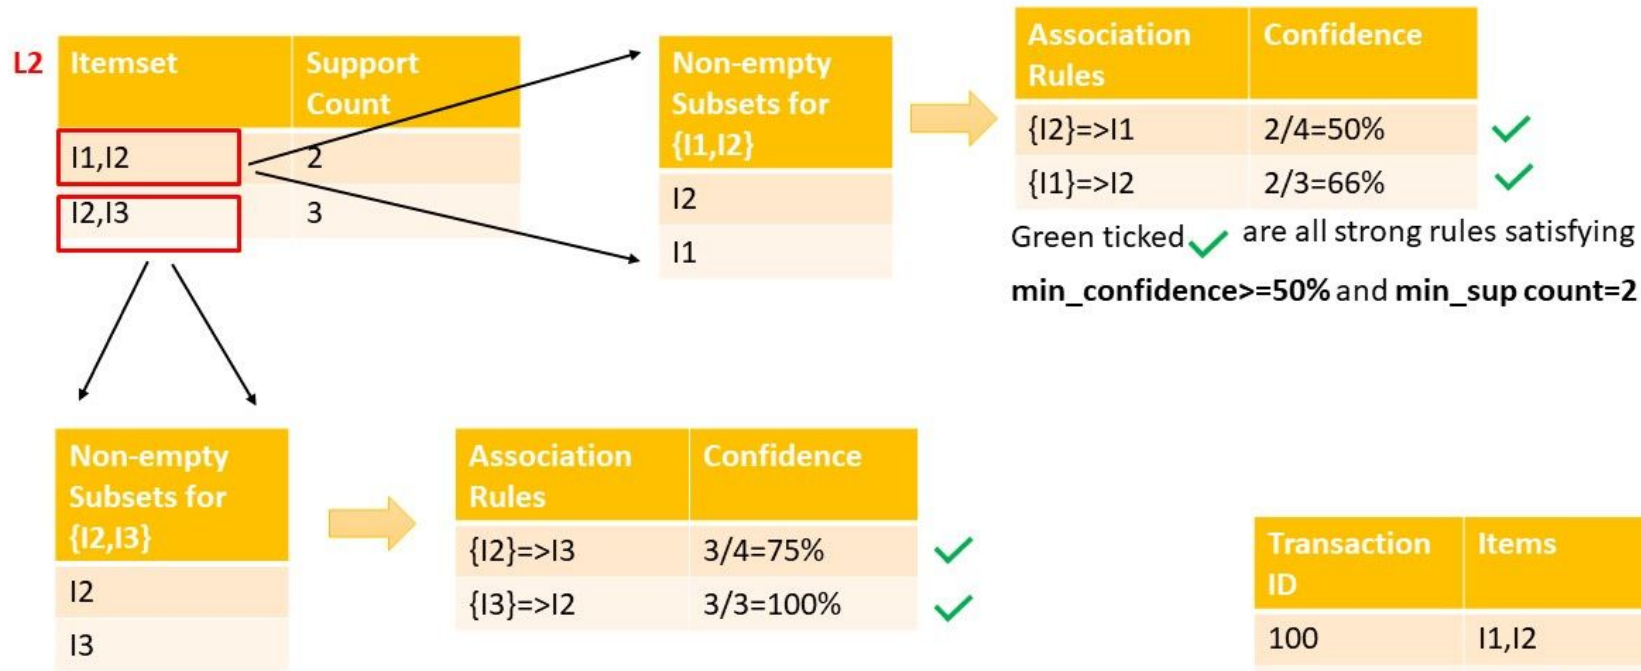 L2
Itemset Support
Count
I1,I2 2
I2,I3 3
Non-empty
Subsets for
{I1,I2}
I2
I1
Association Confidence
Rules
{I2}=>I1 2/4=50%
{I1}=>I2 2/3=66%
Green ticked are all strong rules satisfying
min_confidence>=50% and min_sup count=2
Non-empty
Subsets for
{I2,I3}
I2
I3
Association Confidence
Rules
{I2}=>I3 3/4=75%
{I3}=>I2 3/3=100%
Transaction Items
ID
100 I1,I2